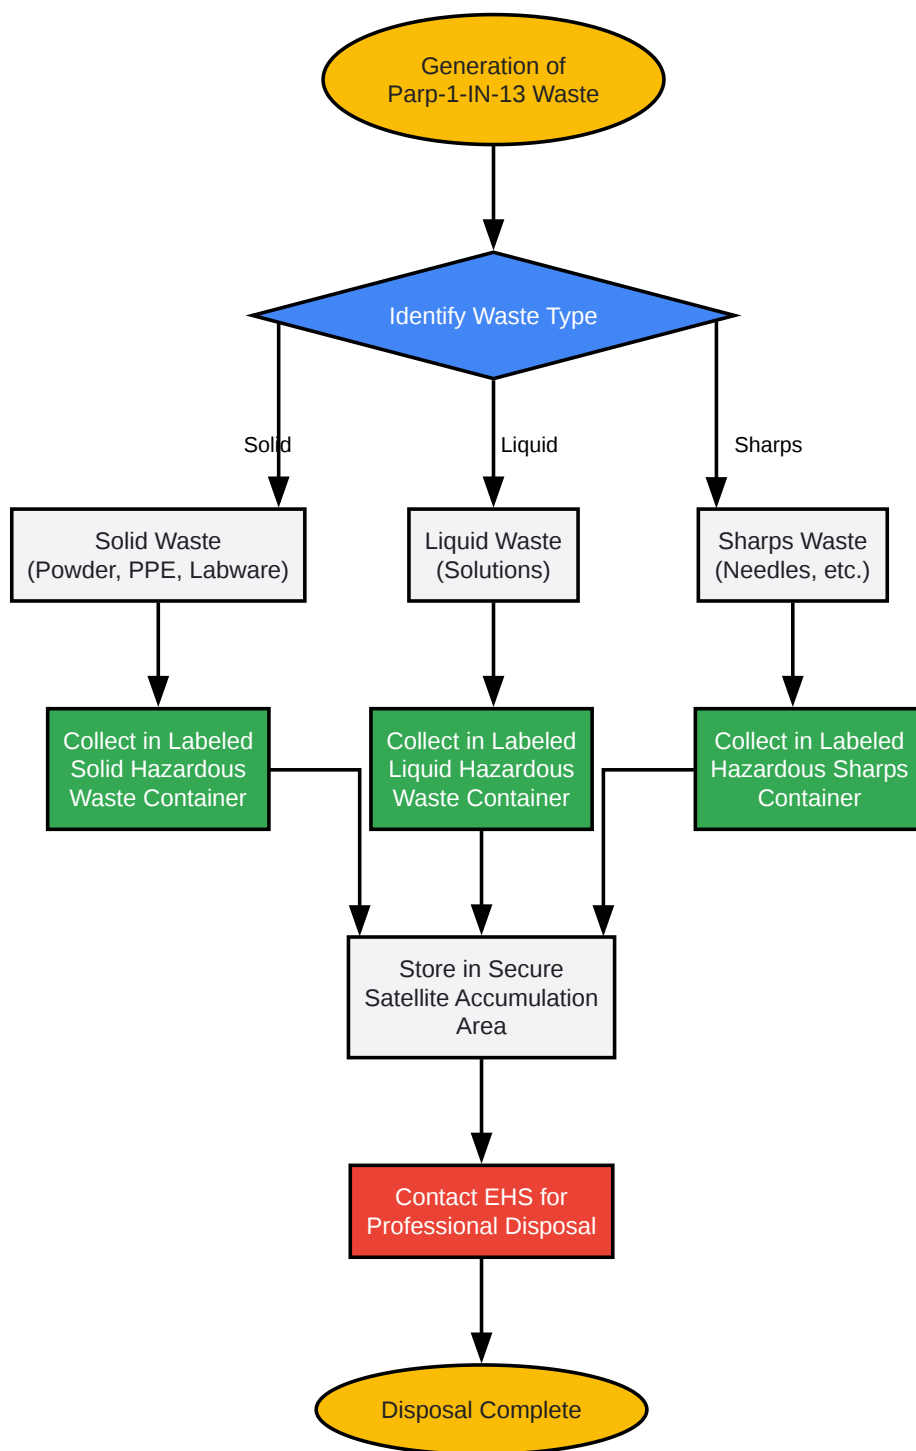 Generation of
Parp-1-IN-13 Waste
Identify Waste Type
Solid
Liquid
Sharps
Solid Waste
(Powder, PPE, Labware)
Liquid Waste
(Solutions)
Sharps Waste
(Needles, etc.)
Collect in Labeled
Solid Hazardous
Waste Container
Collect in Labeled
Liquid Hazardous
Waste Container
Collect in Labeled
Hazardous Sharps
Container
Store in Secure
Satellite Accumulation
Area
Contact EHS for
Professional Disposal
Disposal Complete